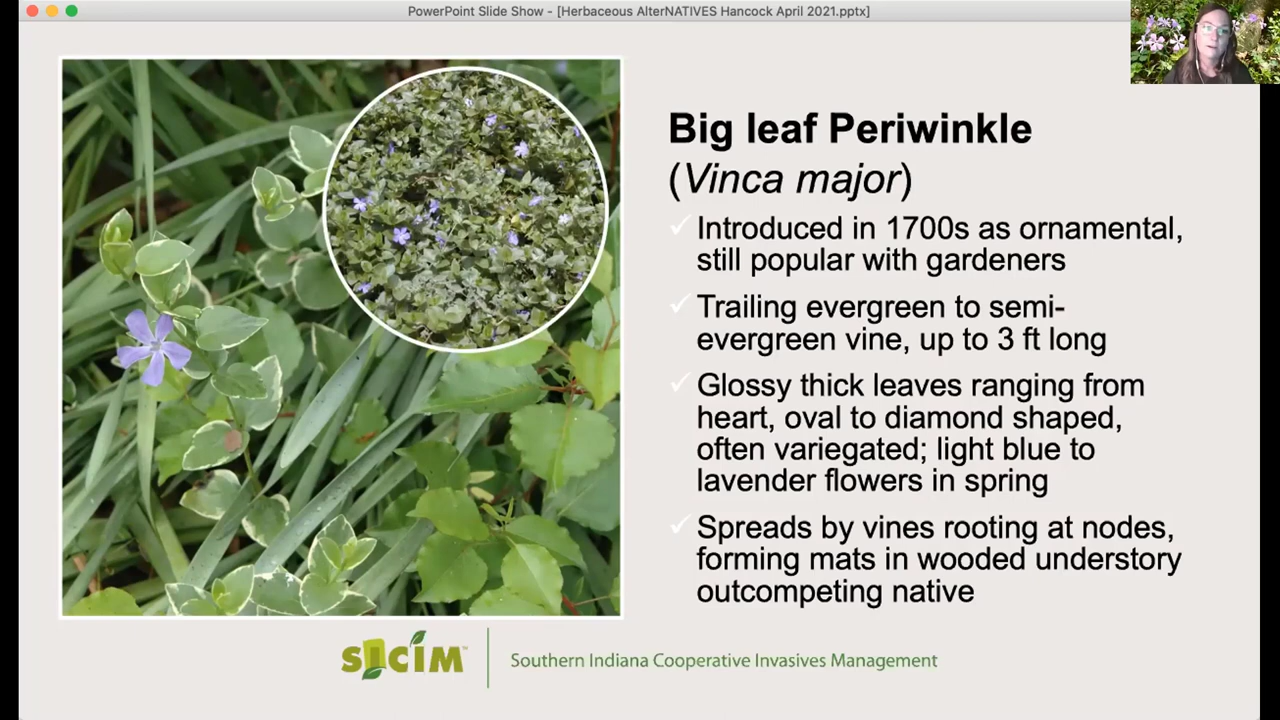 PowerPoint Slide Show - [Herbaceous AlterNATIVES Hancock April 2021.pptx]
Big leaf Periwinkle
(Vinca major)
Introduced in 1700s as ornamental,
still popular with gardeners
Trailing evergreen to semi-
evergreen vine, up to 3 ft long
Glossy thick leaves ranging from
heart, oval to diamond shaped,
often variegated; light blue to
lavender flowers in spring
Spreads by vines rooting at nodes,
forming mats in wooded understory
outcompeting native
SICIM™
Southern Indiana Cooperative Invasives Management